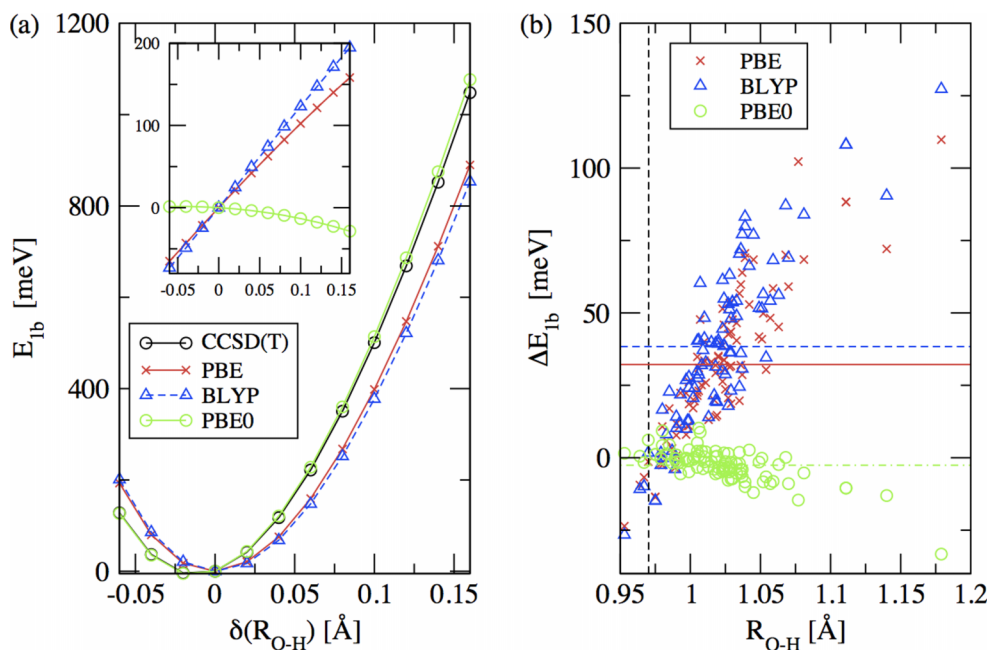 (a)
1200
800
400
0
E1b [meV]
-0.05
0
0.05
0.1
0.15
δ(RO-H) [Å]
200
100
0
-0.05
0
0.05
0.10
0.15
CCSD(T)
PBE
BLYP
PBE0
(b)
150
100
50
0
-50
ΔE1b [meV]
0.95
1
1.05
1.1
1.15
1.2
RO-H [Å]
PBE
BLYP
PBE0